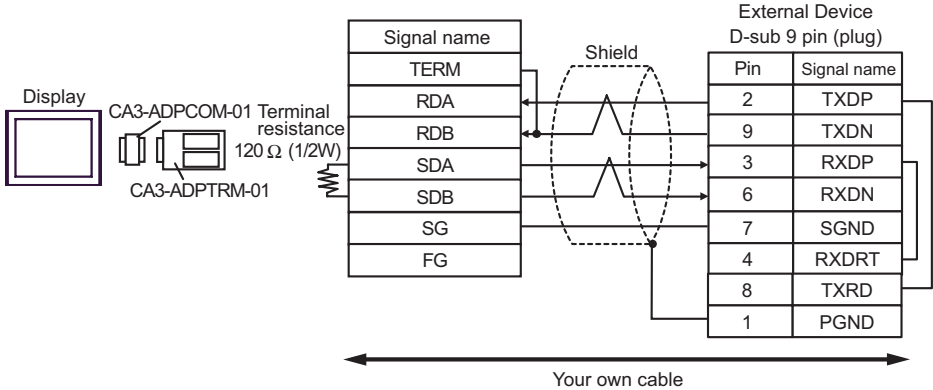 External Device
D-sub 9 pin (plug)
Signal name
TERM
RDA
RDB
SDA
SDB
SG
FG
Shield
Pin Signal name
2 TXDP
9 TXDN
3 RXDP
6 RXDN
7 SGND
4 RXDRT
8 TXRD
1 PGND
Display
CA3-ADPCOM-01
CA3-ADPTRM-01
Terminal
resistance
120 Ω (1/2W)
Your own cable